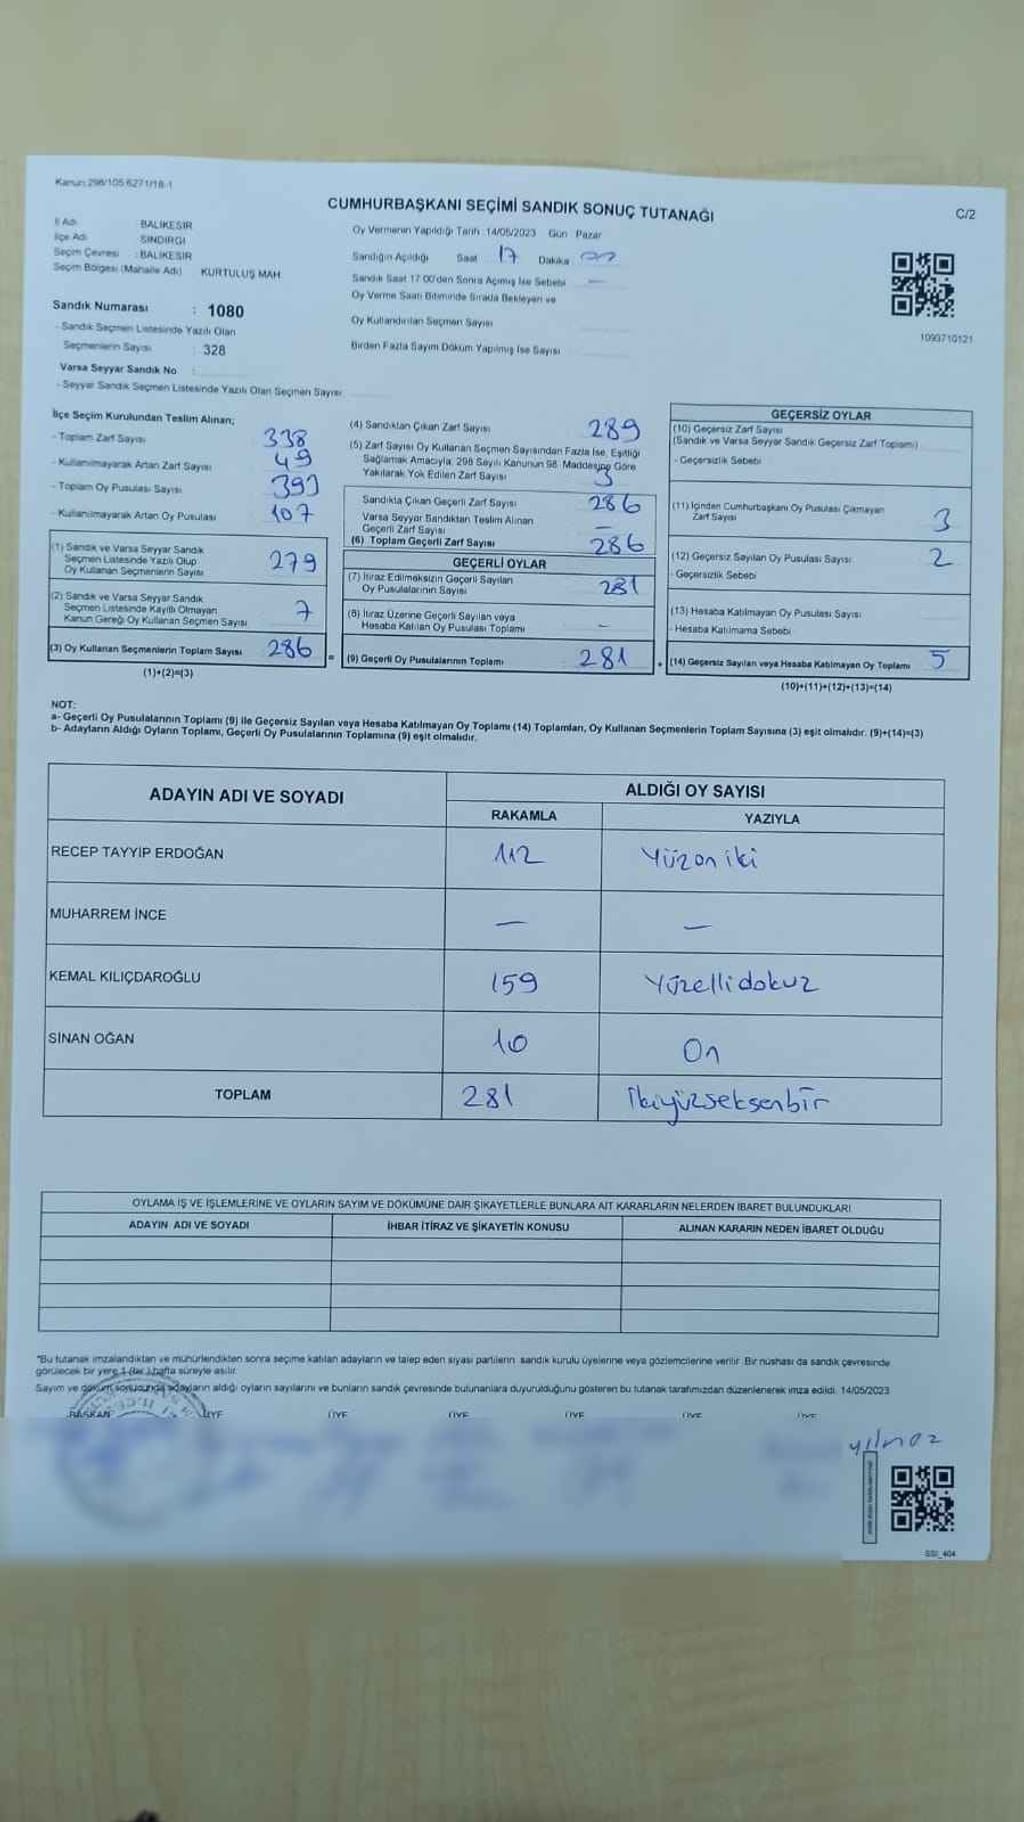 Kanun:298/105 6271/18-1
CUMHURBAŞKANI SEÇİMİ SANDIK SONUÇ TUTANAĞI
C/2
İl Adı BALIKESİR
İlçe Adı SINDIRGI
Seçim Çevresi : BALIKESİR
Seçim Bölgesi (Mahalle Adı) KURTULUŞ MAH
Oy Vermenin Yapıldığı Tarih :14/05/2023 Gün : Pazar
Sandığın Açıldığı Saat 17 Dakika
Sandık Saat 17:00'den Sonra Açılmış İse Sebebi —
Oy Verme Saati Bitiminde Sırada Bekleyen ve
Oy Kullandırılan Seçmen Sayısı
Birden Fazla Sayım Döküm Yapılmış İse Sayısı
1093710121
Sandık Numarası : 1080
- Sandık Seçmen Listesinde Yazılı Olan
Seçmenlerin Sayısı : 328
Varsa Seyyar Sandık No :
- Seyyar Sandık Seçmen Listesinde Yazılı Olan Seçmen Sayısı:
İlçe Seçim Kurulundan Teslim Alınan;
- Toplam Zarf Sayısı 338
- Kullanılmayarak Artan Zarf Sayısı 49
- Toplam Oy Pusulası Sayısı
- Kullanılmayarak Artan Oy Pusulası 107
(1) Sandık ve Varsa Seyyar Sandık
Seçmen Listesinde Yazılı Olup
Oy Kullanan Seçmenlerin Sayısı 279
(2) Sandık ve Varsa Seyyar Sandık
Seçmen Listesinde Kayıtlı Olmayan
Kanun Gereği Oy Kullanan Seçmen Sayısı 7
(3) Oy Kullanan Seçmenlerin Toplam Sayısı 286
(1)+(2)=(3)
(4) Sandıktan Çıkan Zarf Sayısı 289
(5) Zarf Sayısı Oy Kullanan Seçmen Sayısından Fazla İse, Eşitliği
Sağlamak Amacıyla, 298 Sayılı Kanunun 98. Maddesine Göre
Yakılarak Yok Edilen Zarf Sayısı 3
Sandıkta Çıkan Geçerli Zarf Sayısı 286
Varsa Seyyar Sandıktan Teslim Alınan
Geçerli Zarf Sayısı —
(6) Toplam Geçerli Zarf Sayısı 286
GEÇERLİ OYLAR
(7) İtiraz Edilmeksizin Geçerli Sayılan
Oy Pusulalarının Sayısı 281
(8) İtiraz Üzerine Geçerli Sayılan veya
Hesaba Katılan Oy Pusulası Toplamı —
(9) Geçerli Oy Pusulalarının Toplamı 281
GEÇERSİZ OYLAR
(10) Geçersiz Zarf Sayısı
(Sandık ve Varsa Seyyar Sandık Geçersiz Zarf Toplamı)
- Geçersizlik Sebebi
(11) İçinden Cumhurbaşkanı Oy Pusulası Çıkmayan
Zarf Sayısı 3
(12) Geçersiz Sayılan Oy Pusulası Sayısı 2
- Geçersizlik Sebebi
(13) Hesaba Katılmayan Oy Pusulası Sayısı
- Hesaba Katılmama Sebebi
(14) Geçersiz Sayılan veya Hesaba Katılmayan Oy Toplamı 5
(10)+(11)+(12)+(13)=(14)
NOT:
a- Geçerli Oy Pusulalarının Toplamı (9) ile Geçersiz Sayılan veya Hesaba Katılmayan Oy Toplamı (14) Toplamları, Oy Kullanan Seçmenlerin Toplam Sayısına (3) eşit olmalıdır. (9)+(14)=(3)
b- Adayların Aldığı Oyların Toplamı, Geçerli Oy Pusulalarının Toplamına (9) eşit olmalıdır.
ADAYIN ADI VE SOYADI ALDIĞI OY SAYISI
RAKAMLA YAZIYLA
RECEP TAYYİP ERDOĞAN 112 Yüzoniki
MUHARREM İNCE — —
KEMAL KILIÇDAROĞLU 159 Yüzellidokuz
SİNAN OĞAN 10 On
TOPLAM 281 İkiyüzseksenbir
OYLAMA İŞ VE İŞLEMLERİNE VE OYLARIN SAYIM VE DÖKÜMÜNE DAİR ŞİKAYETLERLE BUNLARA AİT KARARLARIN NELERDEN İBARET BULUNDUKLARI
ADAYIN ADI VE SOYADI İHBAR İTİRAZ VE ŞİKAYETİN KONUSU ALINAN KARARIN NEDEN İBARET OLDUĞU
*Bu tutanak imzalandıktan ve mühürlendikten sonra seçime katılan adayların ve talep eden siyasi partilerin sandık kurulu üyelerine veya gözlemcilerine verilir. Bir nüshası da sandık çevresinde
görülecek bir yere 1 (Bir) hafta süreyle asılır.
Sayım ve döküm sonucunda adayların aldığı oyların sayılarını ve bunların sandık çevresinde bulunanlara duyurulduğunu gösteren bu tutanak tarafımızdan düzenlenerek imza edildi. 14/05/2023
BAŞKAN ÜYE ÜYE ÜYE ÜYE ÜYE ÜYE
Yılmaz